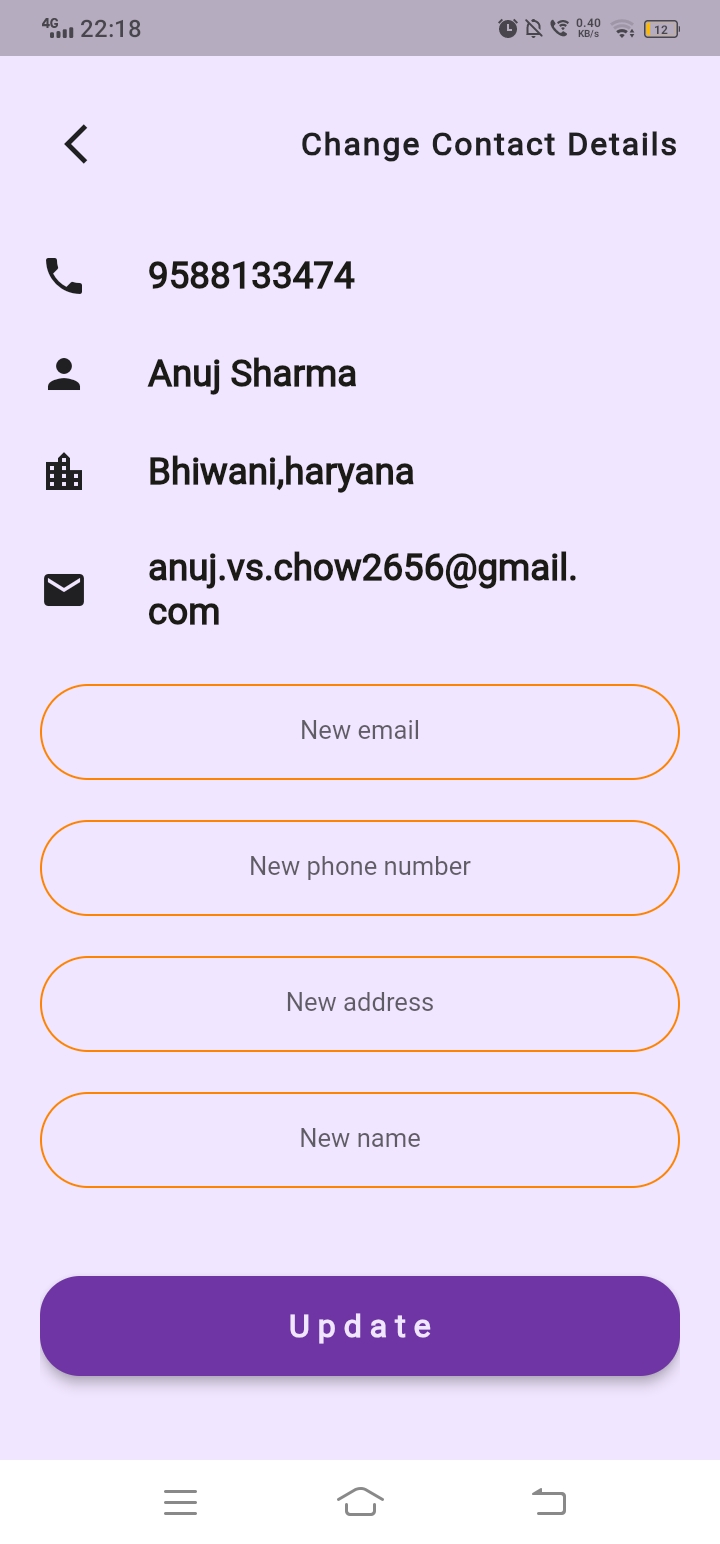 4G 22:18 0.40 KB/s 12
Change Contact Details
9588133474
Anuj Sharma
Bhiwani,haryana
anuj.vs.chow2656@gmail.
com
New email
New phone number
New address
New name
Update